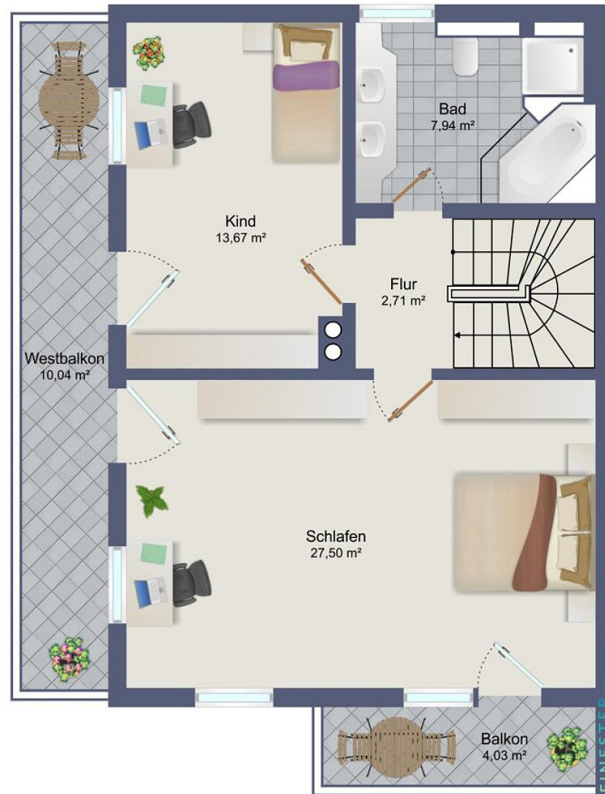 Bad
7,94 m²
Kind
13,67 m²
Flur
2,71 m²
Westbalkon
10,04 m²
Schlafen
27,50 m²
Balkon
4,03 m²